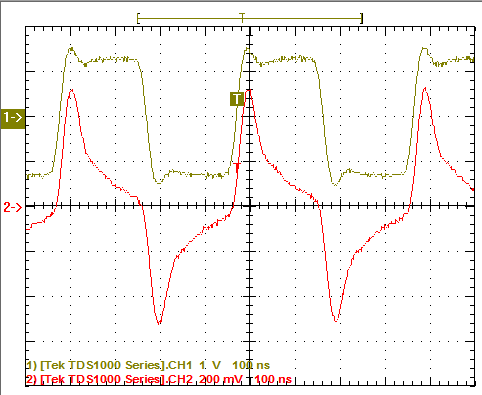 T
T
1->
2->
1) [Tek TDS1000 Series].CH1 1 V 100 ns
2) [Tek TDS1000 Series].CH2 200 mV 100 ns